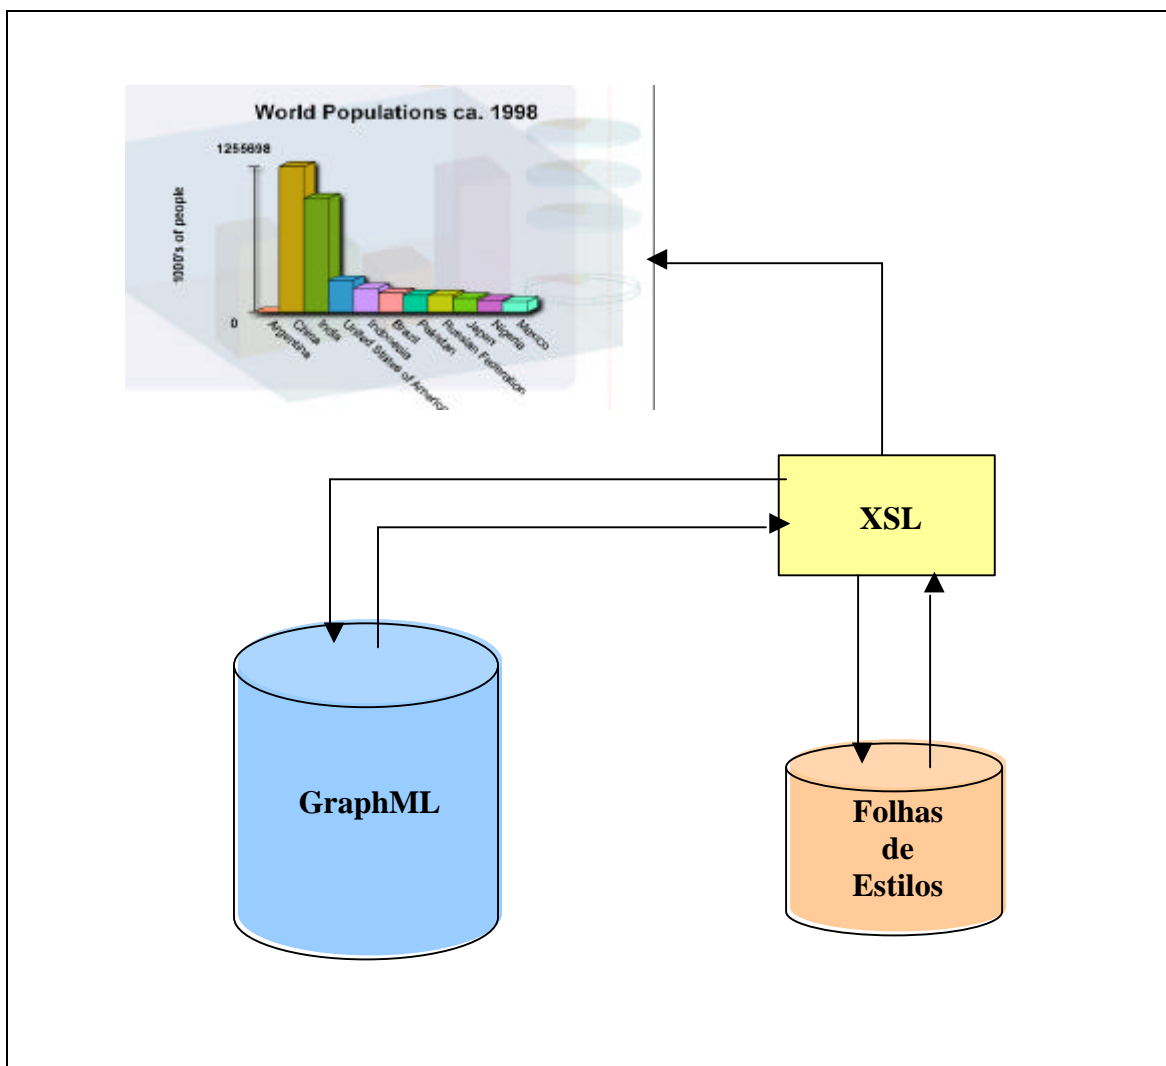 World Populations ca. 1998
1255698
1000's of people
0
Argentina
China
India
United States of America
Indonesia
Brazil
Pakistan
Russian Federation
Japan
Nigeria
Mexico
XSL
GraphML
Folhas
de
Estilos